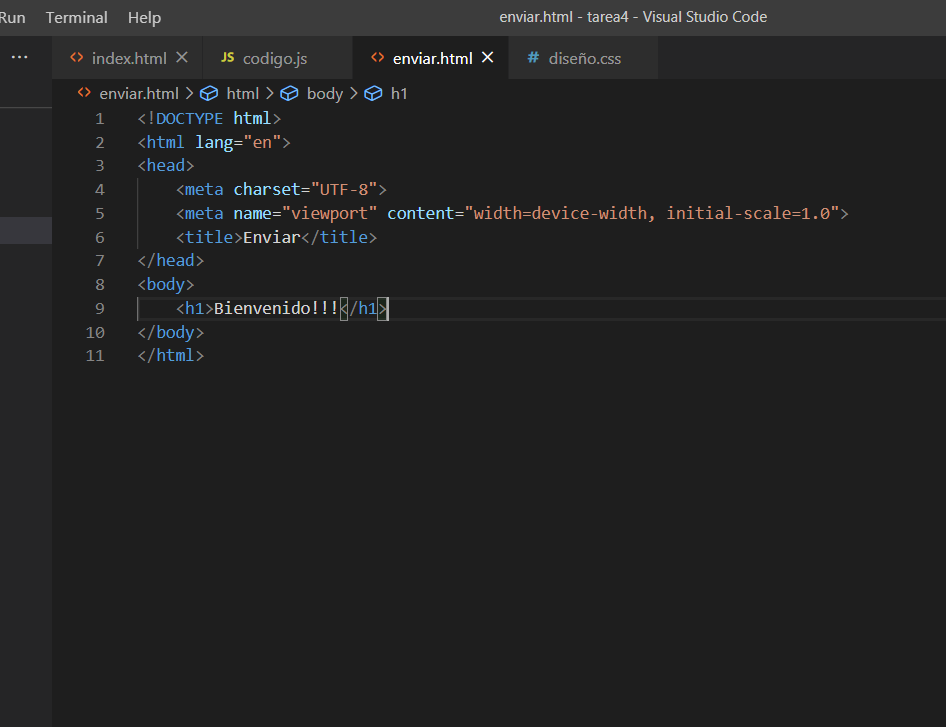 Run Terminal Help enviar.html - tarea4 - Visual Studio Code
··· <> index.html × JS codigo.js <> enviar.html × # diseño.css
<> enviar.html > html > body > h1
1 <!DOCTYPE html>
2 <html lang="en">
3 <head>
4 <meta charset="UTF-8">
5 <meta name="viewport" content="width=device-width, initial-scale=1.0">
6 <title>Enviar</title>
7 </head>
8 <body>
9 <h1>Bienvenido!!!</h1>
10 </body>
11 </html>